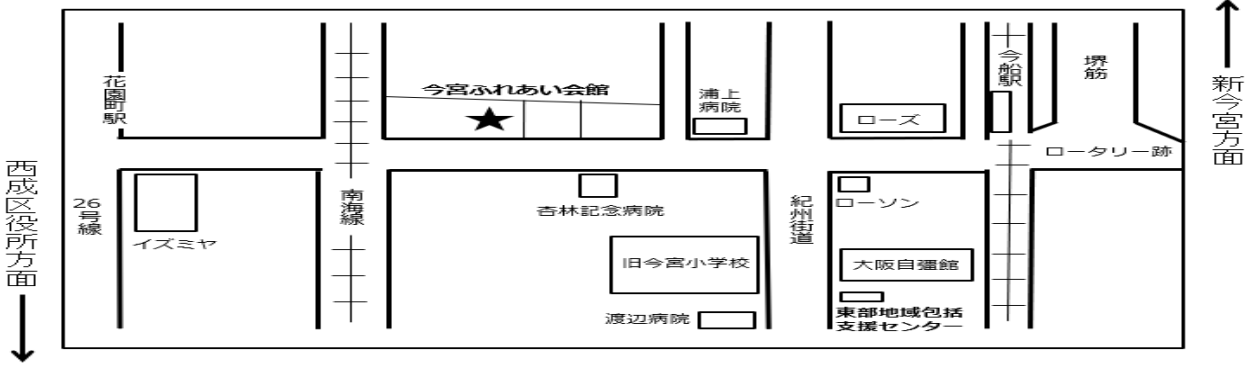 花園町駅
今宮ふれあい会館
浦上
病院
ローズ
今船駅
堺筋
新今宮方面
ロータリー跡
西成区役所方面
26
号線
イズミヤ
南海線
杏林記念病院
紀州街道
ローソン
旧今宮小学校
大阪自彊館
渡辺病院
東部地域包括
支援センター